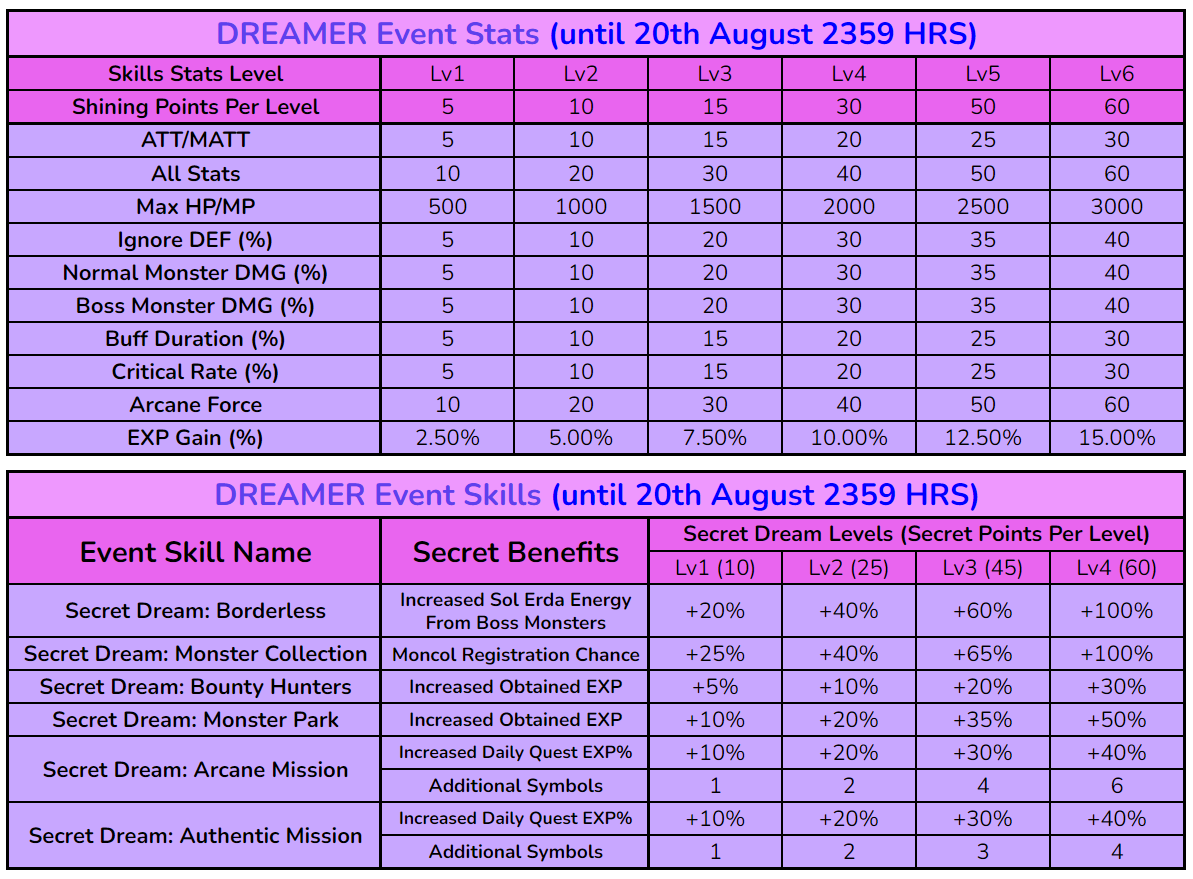 DREAMER Event Stats (until 20th August 2359 HRS)
Skills Stats Level Lv1 Lv2 Lv3 Lv4 Lv5 Lv6
Shining Points Per Level 5 10 15 30 50 60
ATT/MATT 5 10 15 20 25 30
All Stats 10 20 30 40 50 60
Max HP/MP 500 1000 1500 2000 2500 3000
Ignore DEF (%) 5 10 20 30 35 40
Normal Monster DMG (%) 5 10 20 30 35 40
Boss Monster DMG (%) 5 10 20 30 35 40
Buff Duration (%) 5 10 15 20 25 30
Critical Rate (%) 5 10 15 20 25 30
Arcane Force 10 20 30 40 50 60
EXP Gain (%) 2.50% 5.00% 7.50% 10.00% 12.50% 15.00%
DREAMER Event Skills (until 20th August 2359 HRS)
Event Skill Name Secret Benefits Secret Dream Levels (Secret Points Per Level)
Lv1 (10) Lv2 (25) Lv3 (45) Lv4 (60)
Secret Dream: Borderless Increased Sol Erda Energy
From Boss Monsters +20% +40% +60% +100%
Secret Dream: Monster Collection Moncol Registration Chance +25% +40% +65% +100%
Secret Dream: Bounty Hunters Increased Obtained EXP +5% +10% +20% +30%
Secret Dream: Monster Park Increased Obtained EXP +10% +20% +35% +50%
Secret Dream: Arcane Mission Increased Daily Quest EXP% +10% +20% +30% +40%
Additional Symbols 1 2 4 6
Secret Dream: Authentic Mission Increased Daily Quest EXP% +10% +20% +30% +40%
Additional Symbols 1 2 3 4